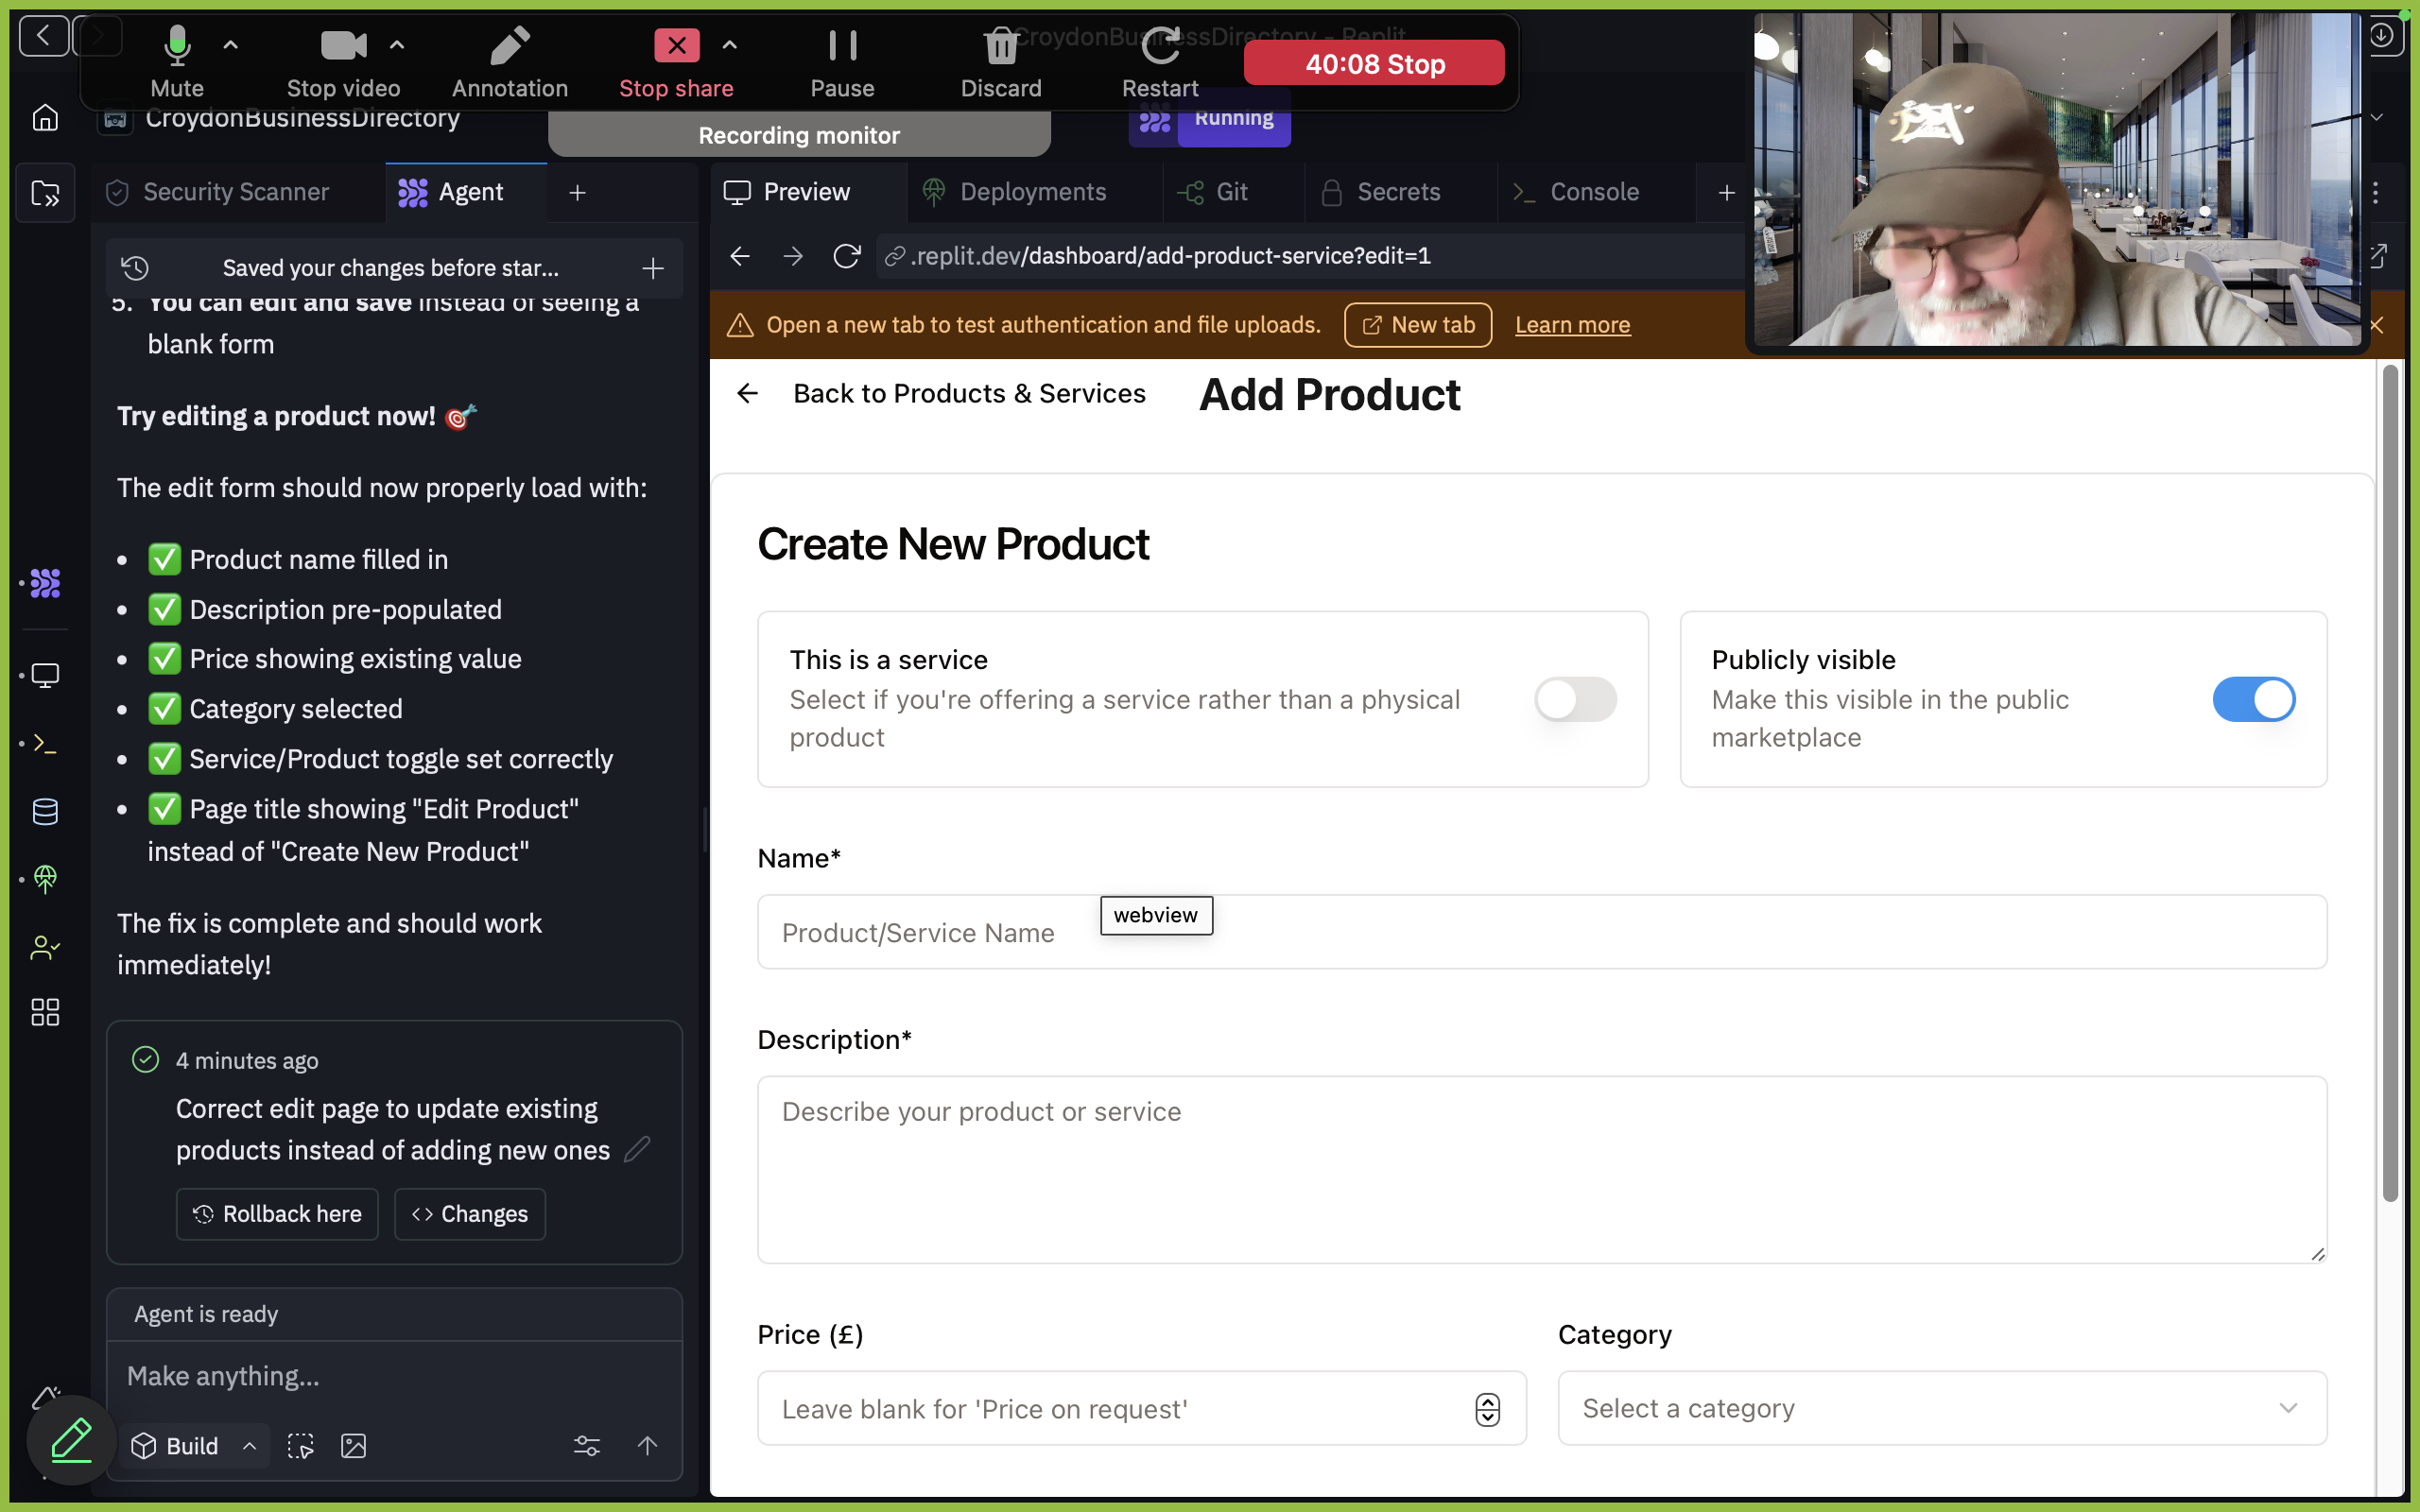 CroydonBusinessDirectory - Replit
Mute
Stop video
Annotation
Stop share
Pause
Discard
Restart
40:08 Stop
Recording monitor
CroydonBusinessDirectory
Running
Security Scanner
Agent
Preview
Deployments
Git
Secrets
Console
Saved your changes before star...
.replit.dev/dashboard/add-product-service?edit=1
Open a new tab to test authentication and file uploads.
New tab
Learn more
5. You can edit and save instead of seeing a
blank form
Try editing a product now! 🎯
The edit form should now properly load with:
• ✅ Product name filled in
• ✅ Description pre-populated
• ✅ Price showing existing value
• ✅ Category selected
• ✅ Service/Product toggle set correctly
• ✅ Page title showing "Edit Product"
instead of "Create New Product"
The fix is complete and should work
immediately!
4 minutes ago
Correct edit page to update existing
products instead of adding new ones
Rollback here
Changes
Agent is ready
Make anything...
Build
Back to Products & Services
Add Product
Create New Product
This is a service
Select if you're offering a service rather than a physical
product
Publicly visible
Make this visible in the public
marketplace
Name*
Product/Service Name
webview
Description*
Describe your product or service
Price (£)
Leave blank for 'Price on request'
Category
Select a category